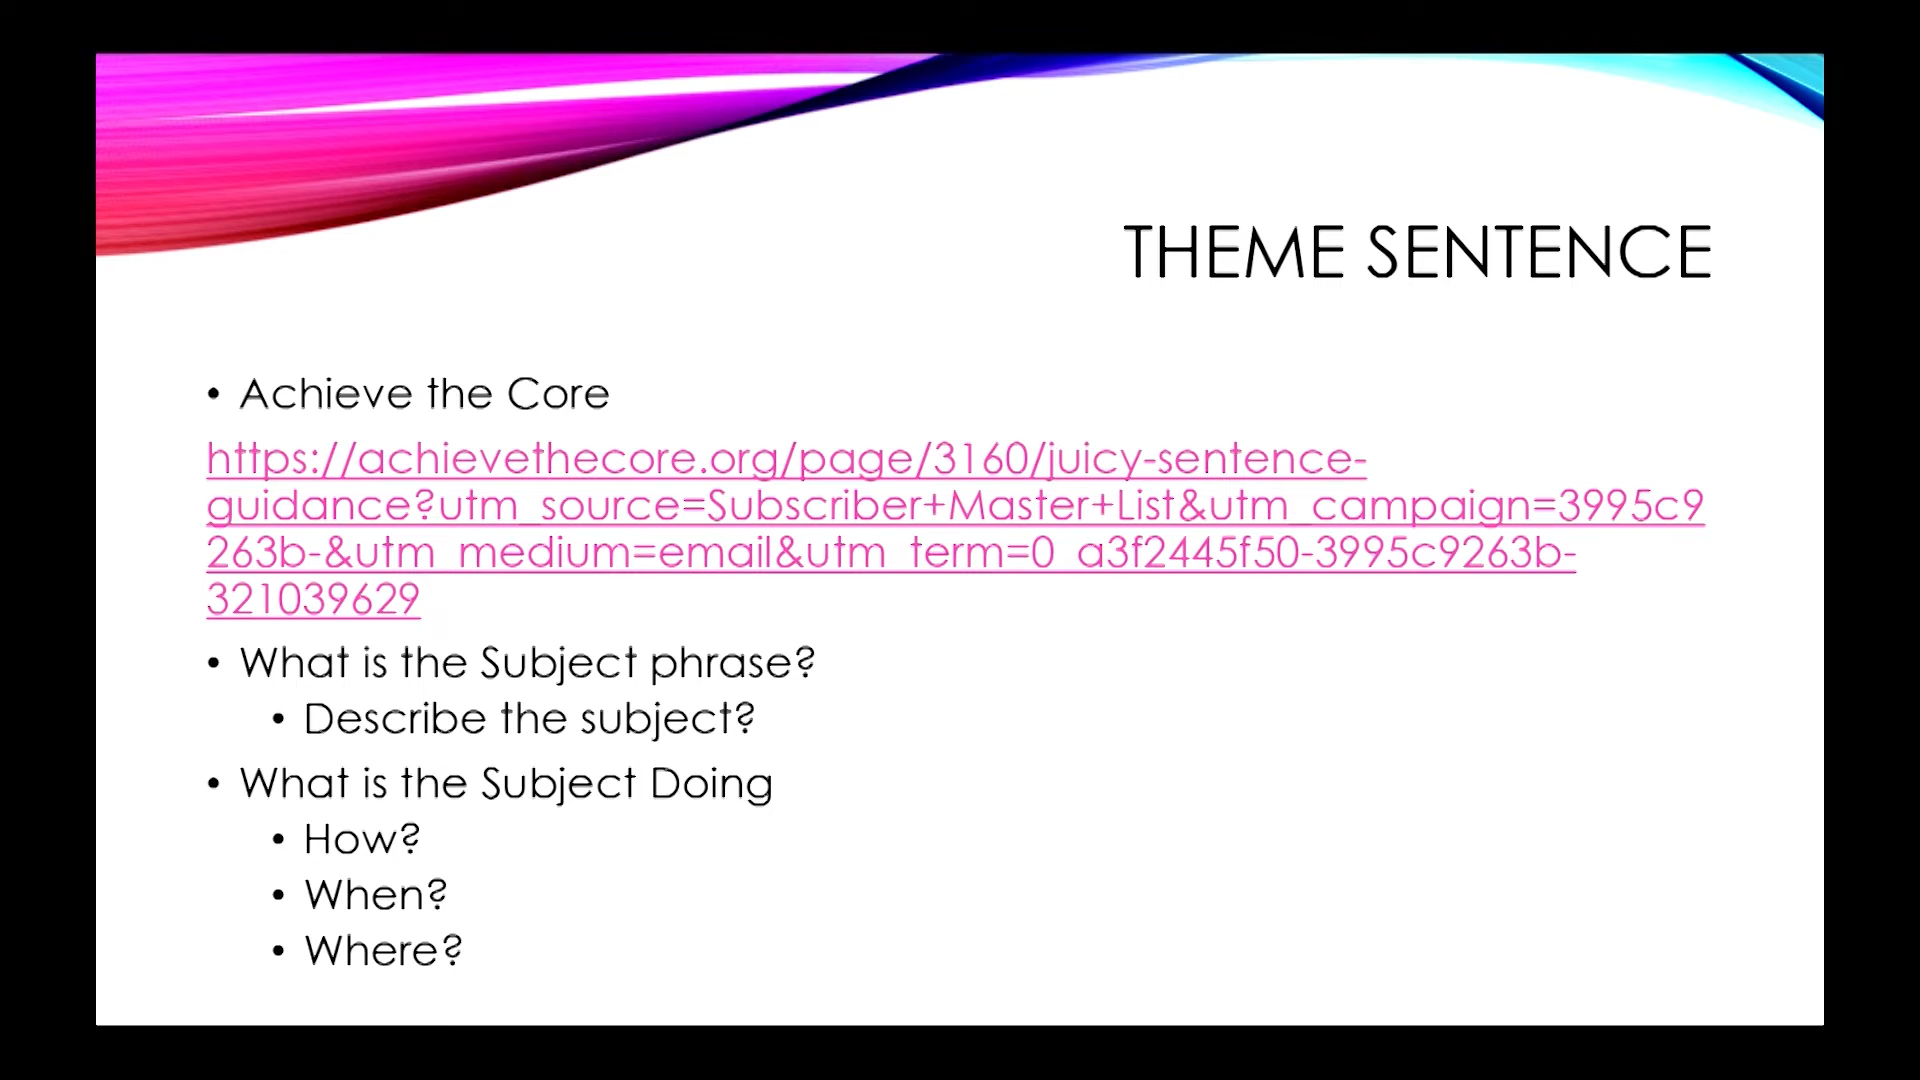 THEME SENTENCE
• Achieve the Core
https://achievethecore.org/page/3160/juicy-sentence-
guidance?utm_source=Subscriber+Master+List&utm_campaign=3995c9
263b-&utm_medium=email&utm_term=0_a3f2445f50-3995c9263b-
321039629
• What is the Subject phrase?
• Describe the subject?
• What is the Subject Doing
• How?
• When?
• Where?